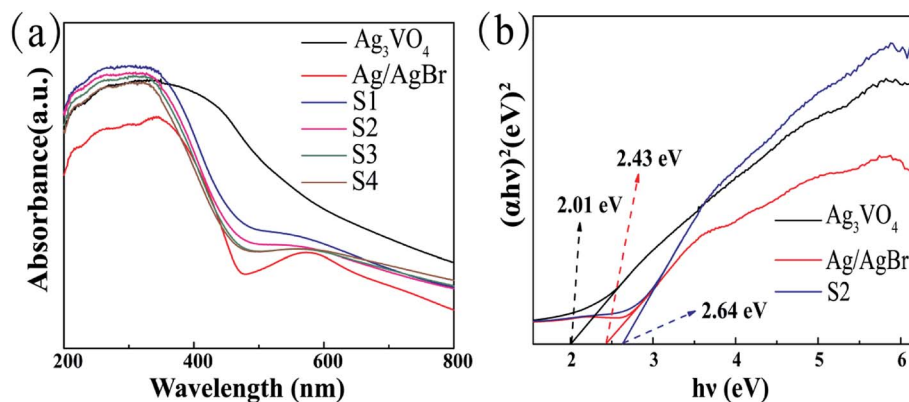 (a)
Ag₃VO₄
Ag/AgBr
S1
S2
S3
S4
Absorbance(a.u.)
200 400 600 800
Wavelength (nm)
(b)
2.43 eV
2.01 eV
2.64 eV
Ag₃VO₄
Ag/AgBr
S2
(αhν)²(eV)²
2 3 4 5 6
hν (eV)